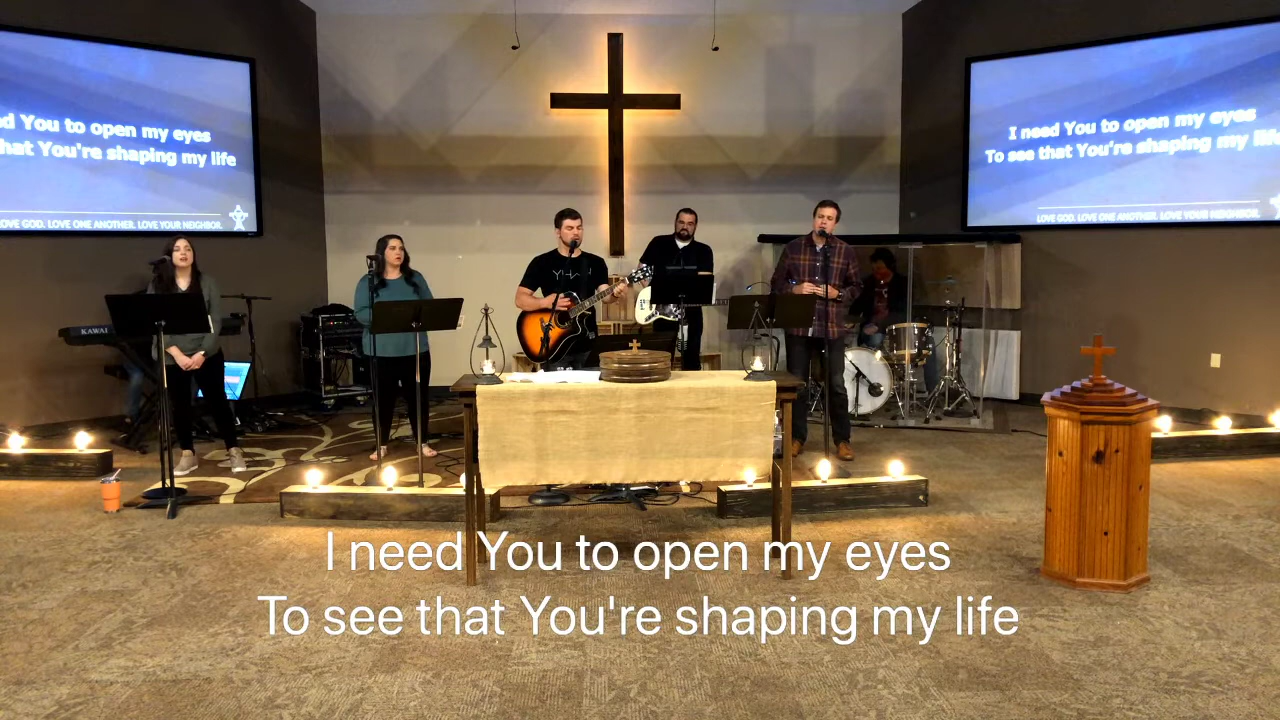 d You to open my eyes
hat You're shaping my life
OVE GOD. LOVE ONE ANOTHER. LOVE YOUR NEIGHBOR.
I need You to open my eyes
To see that You're shaping my life
LOVE GOD. LOVE ONE ANOTHER. LOVE YOUR NEIGHBOR.
KAWAI
I need You to open my eyes
To see that You're shaping my life